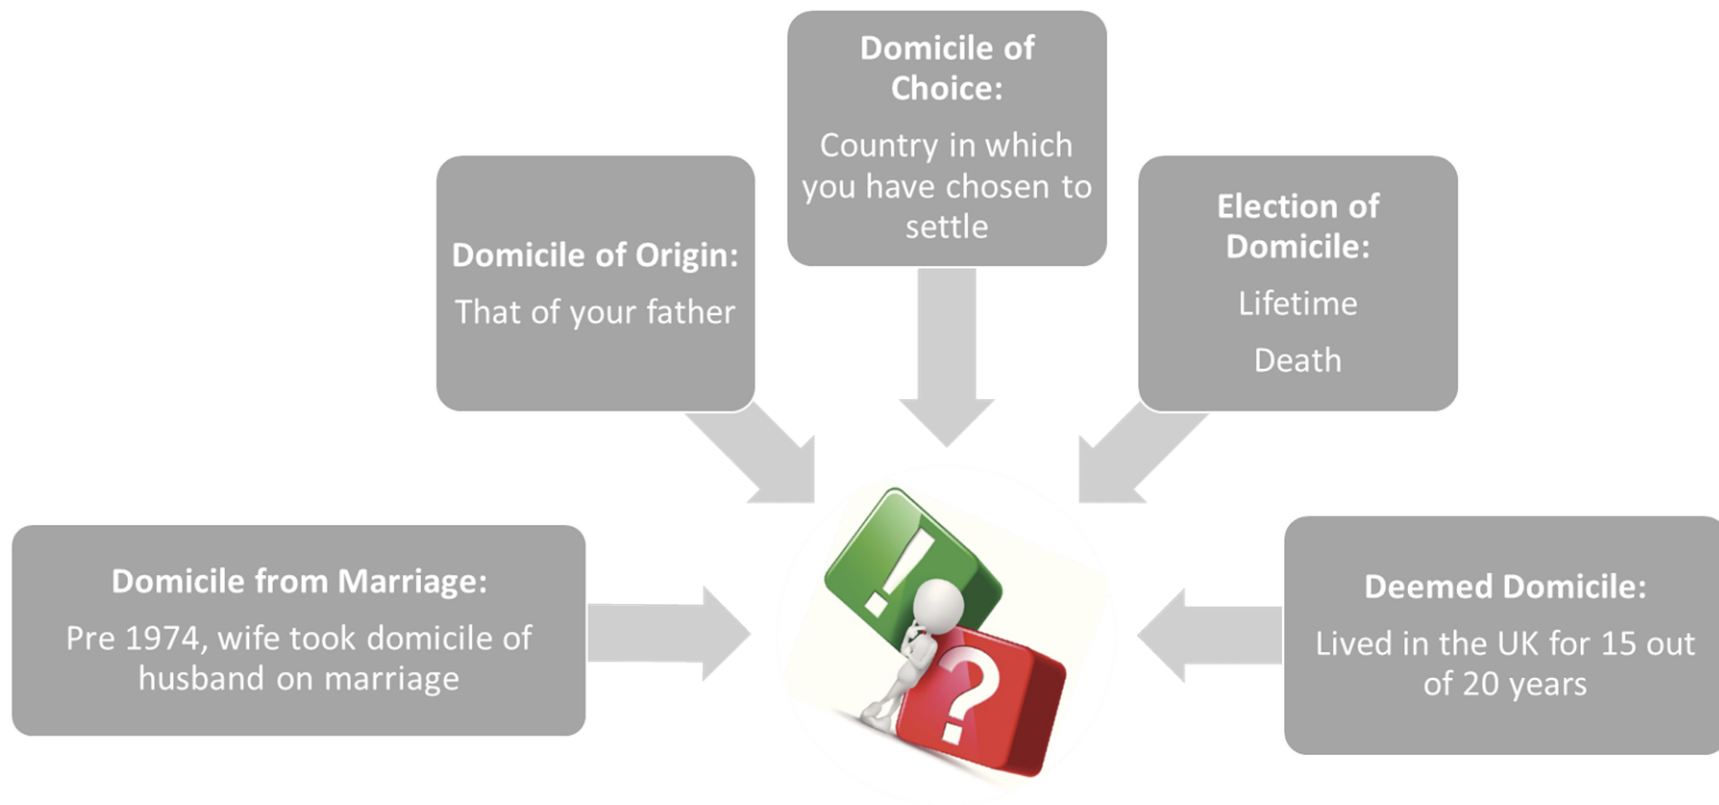 Domicile of
Choice:
Country in which
you have chosen to
settle
Domicile of Origin:
That of your father
Election of
Domicile:
Lifetime
Death
Domicile from Marriage:
Pre 1974, wife took domicile of
husband on marriage
!
?
Deemed Domicile:
Lived in the UK for 15 out
of 20 years